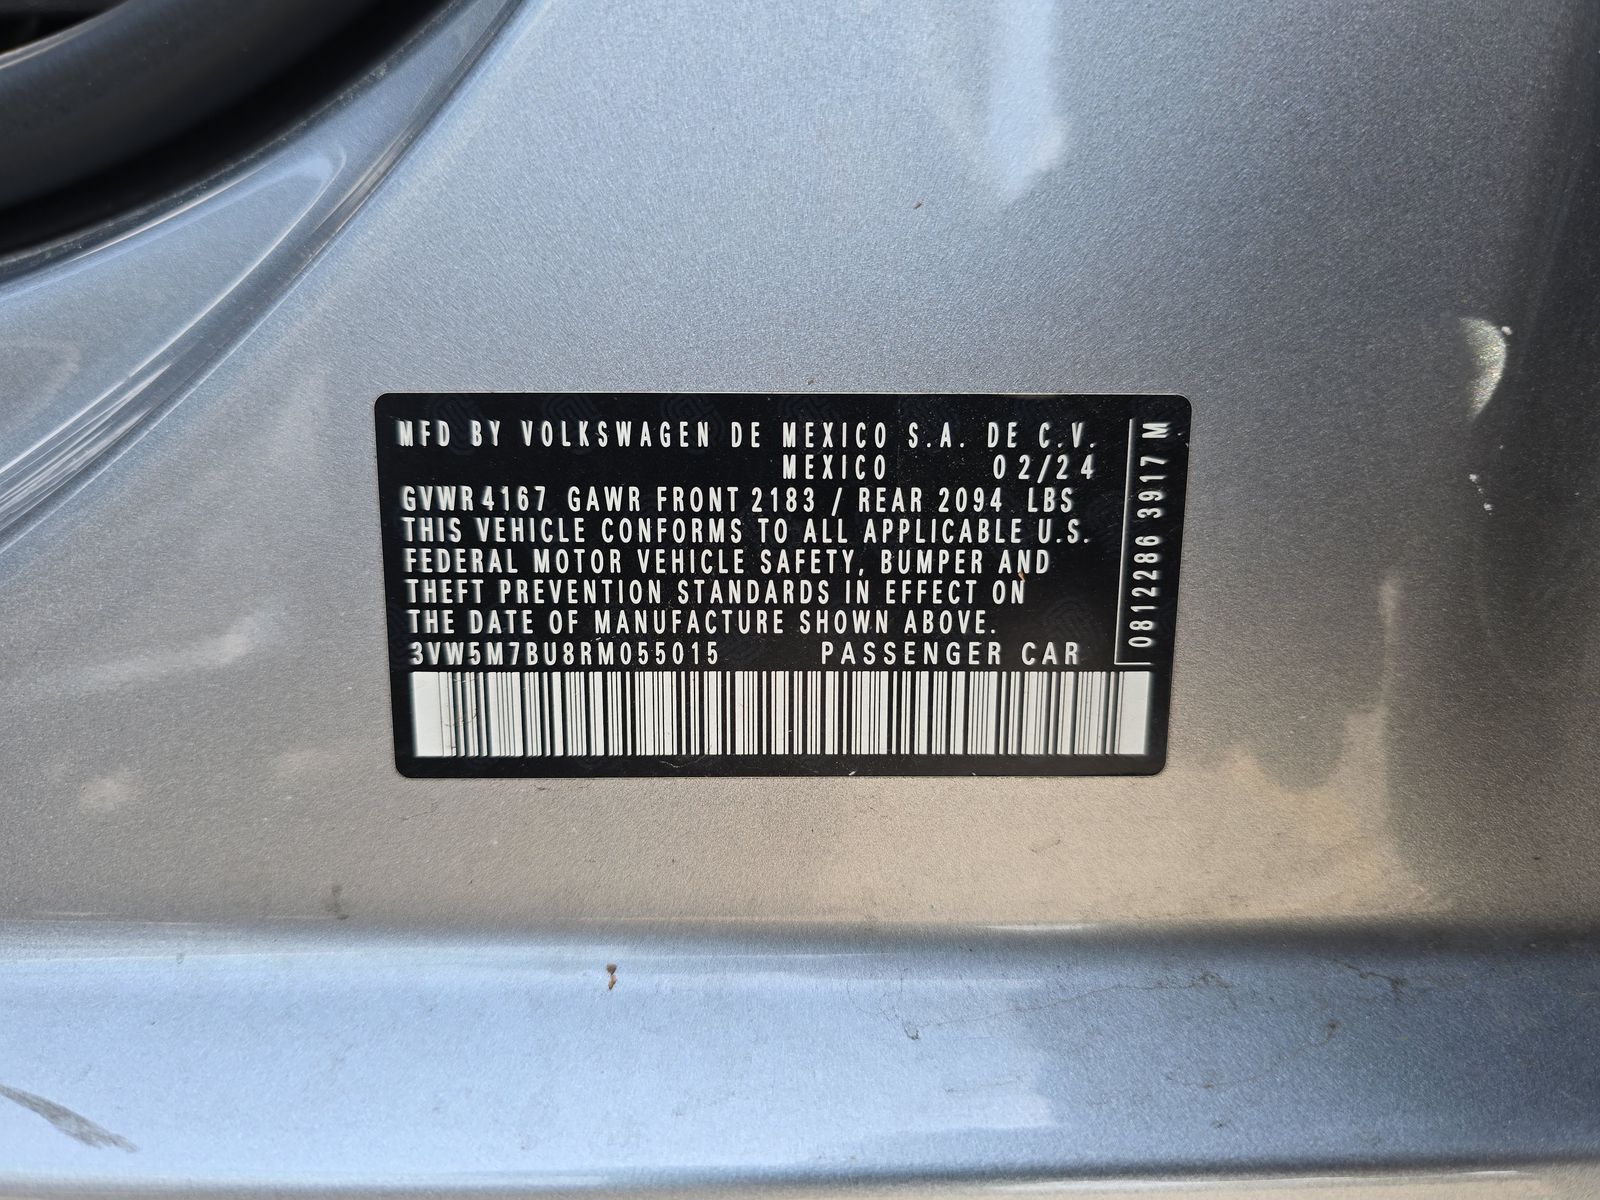 MFD BY VOLKSWAGEN DE MEXICO S.A. DE C.V.
MEXICO 02/24
GVWR 4167 GAWR FRONT 2183 / REAR 2094 LBS
THIS VEHICLE CONFORMS TO ALL APPLICABLE U.S.
FEDERAL MOTOR VEHICLE SAFETY, BUMPER AND
THEFT PREVENTION STANDARDS IN EFFECT ON
THE DATE OF MANUFACTURE SHOWN ABOVE.
3VW5M7BU8RM055015 PASSENGER CAR
0812286 3917 M